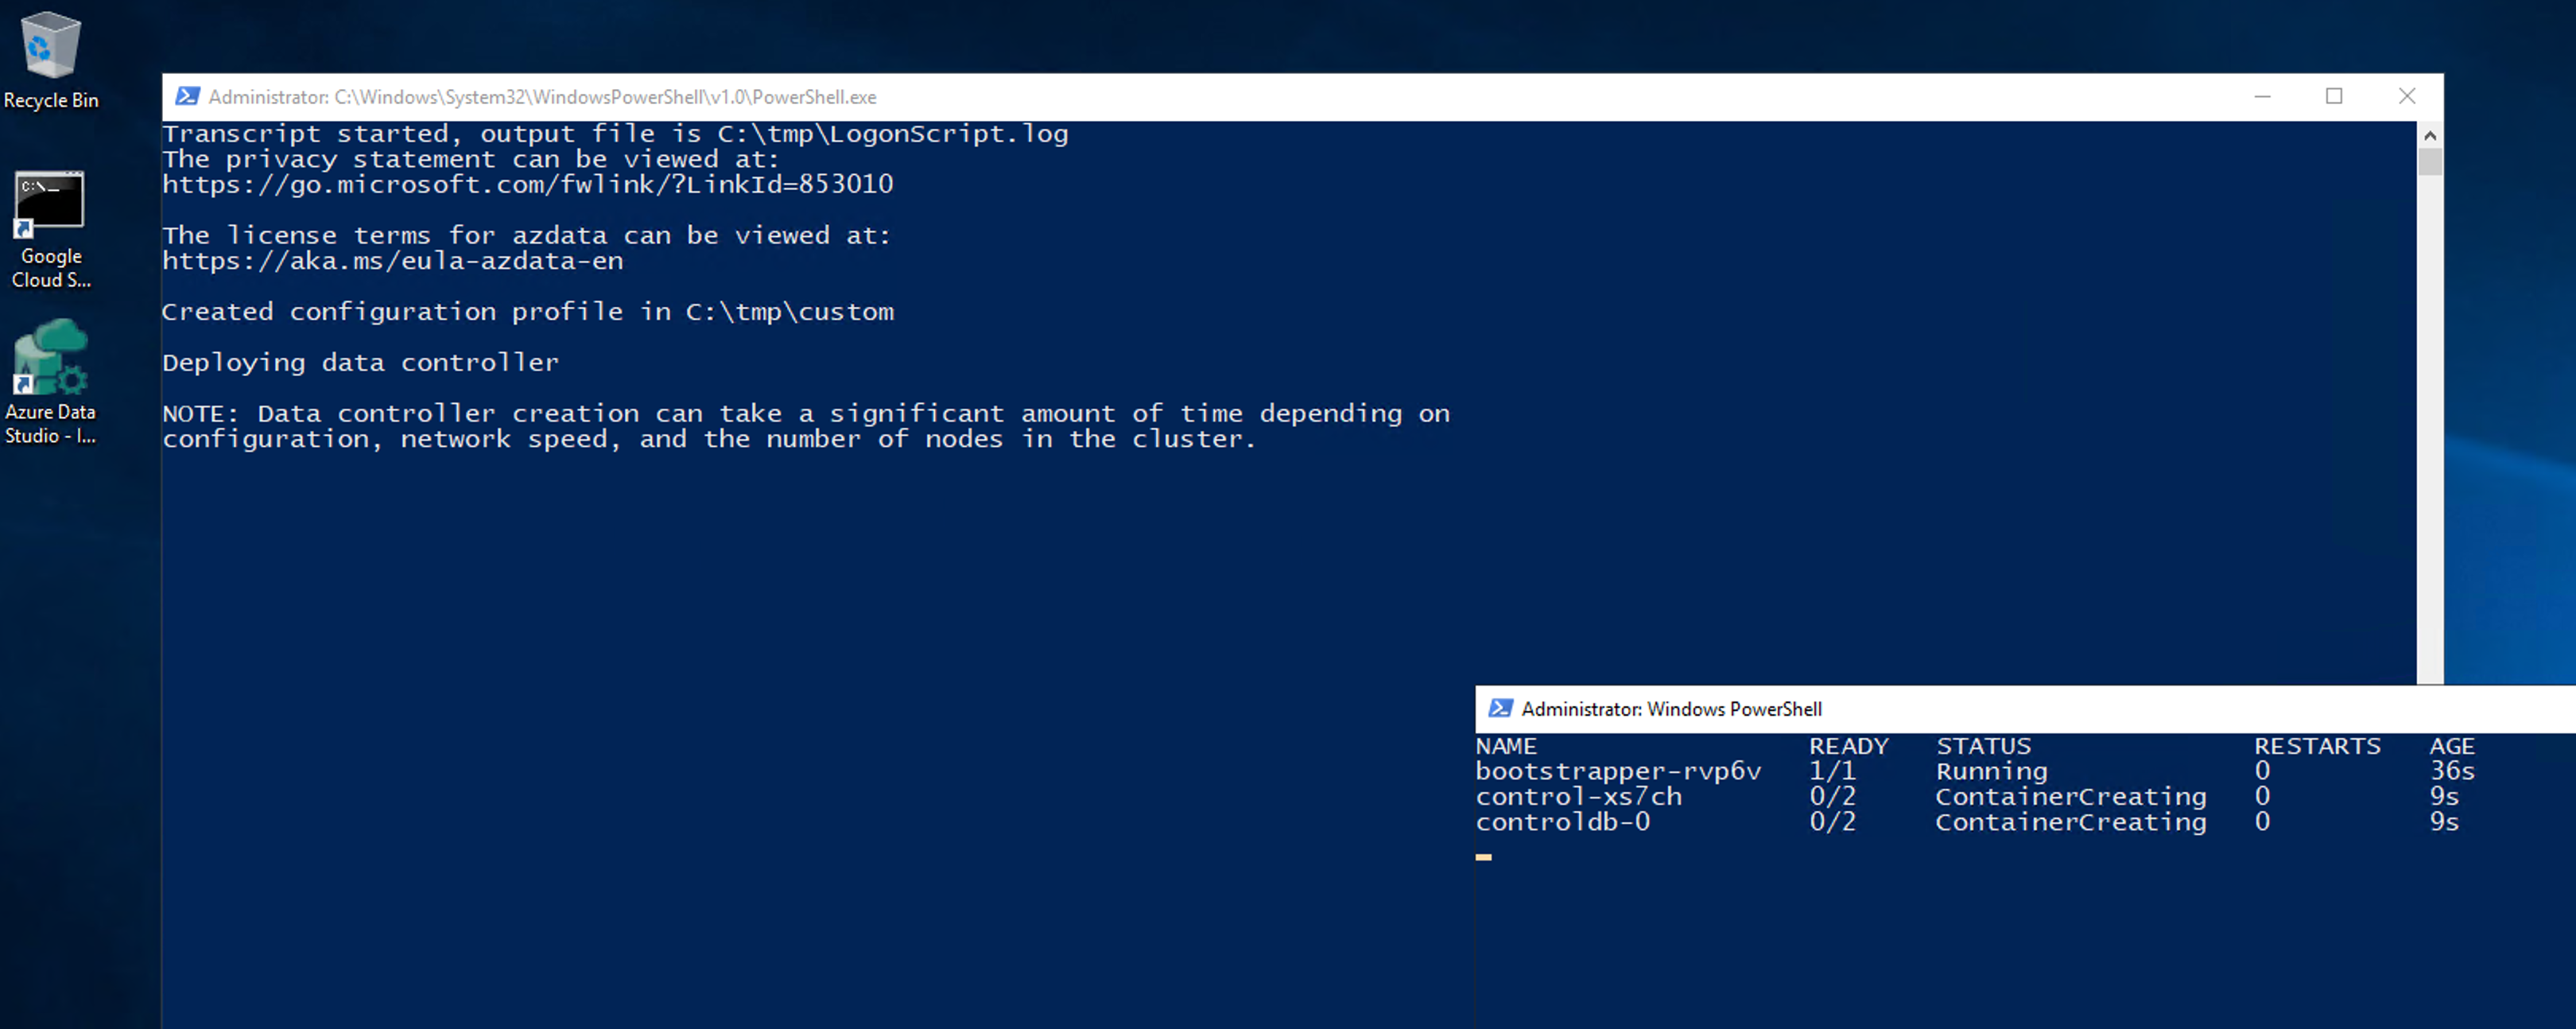 Recycle Bin
Google
Cloud S...
Azure Data
Studio - I...
Administrator: C:\Windows\System32\WindowsPowerShell\v1.0\PowerShell.exe
Transcript started, output file is C:\tmp\LogonScript.log
The privacy statement can be viewed at:
https://go.microsoft.com/fwlink/?LinkId=853010
The license terms for azdata can be viewed at:
https://aka.ms/eula-azdata-en
Created configuration profile in C:\tmp\custom
Deploying data controller
NOTE: Data controller creation can take a significant amount of time depending on
configuration, network speed, and the number of nodes in the cluster.
Administrator: Windows PowerShell
NAME READY STATUS RESTARTS AGE
bootstrapper-rvp6v 1/1 Running 0 36s
control-xs7ch 0/2 ContainerCreating 0 9s
controldb-0 0/2 ContainerCreating 0 9s